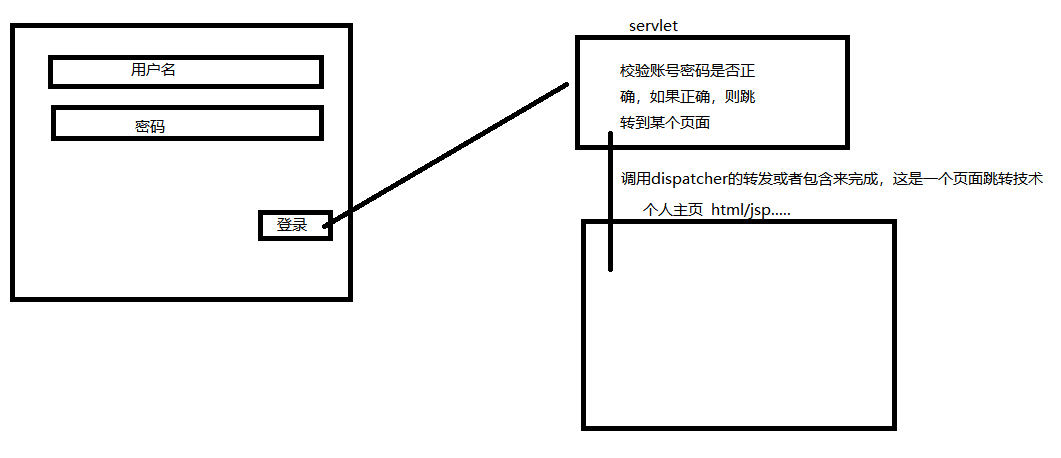 用户名
密码
登录
servlet
校验账号密码是否正
确，如果正确，则跳
转到某个页面
调用dispatcher的转发或者包含来完成，这是一个页面跳转技术
个人主页 html/jsp.....